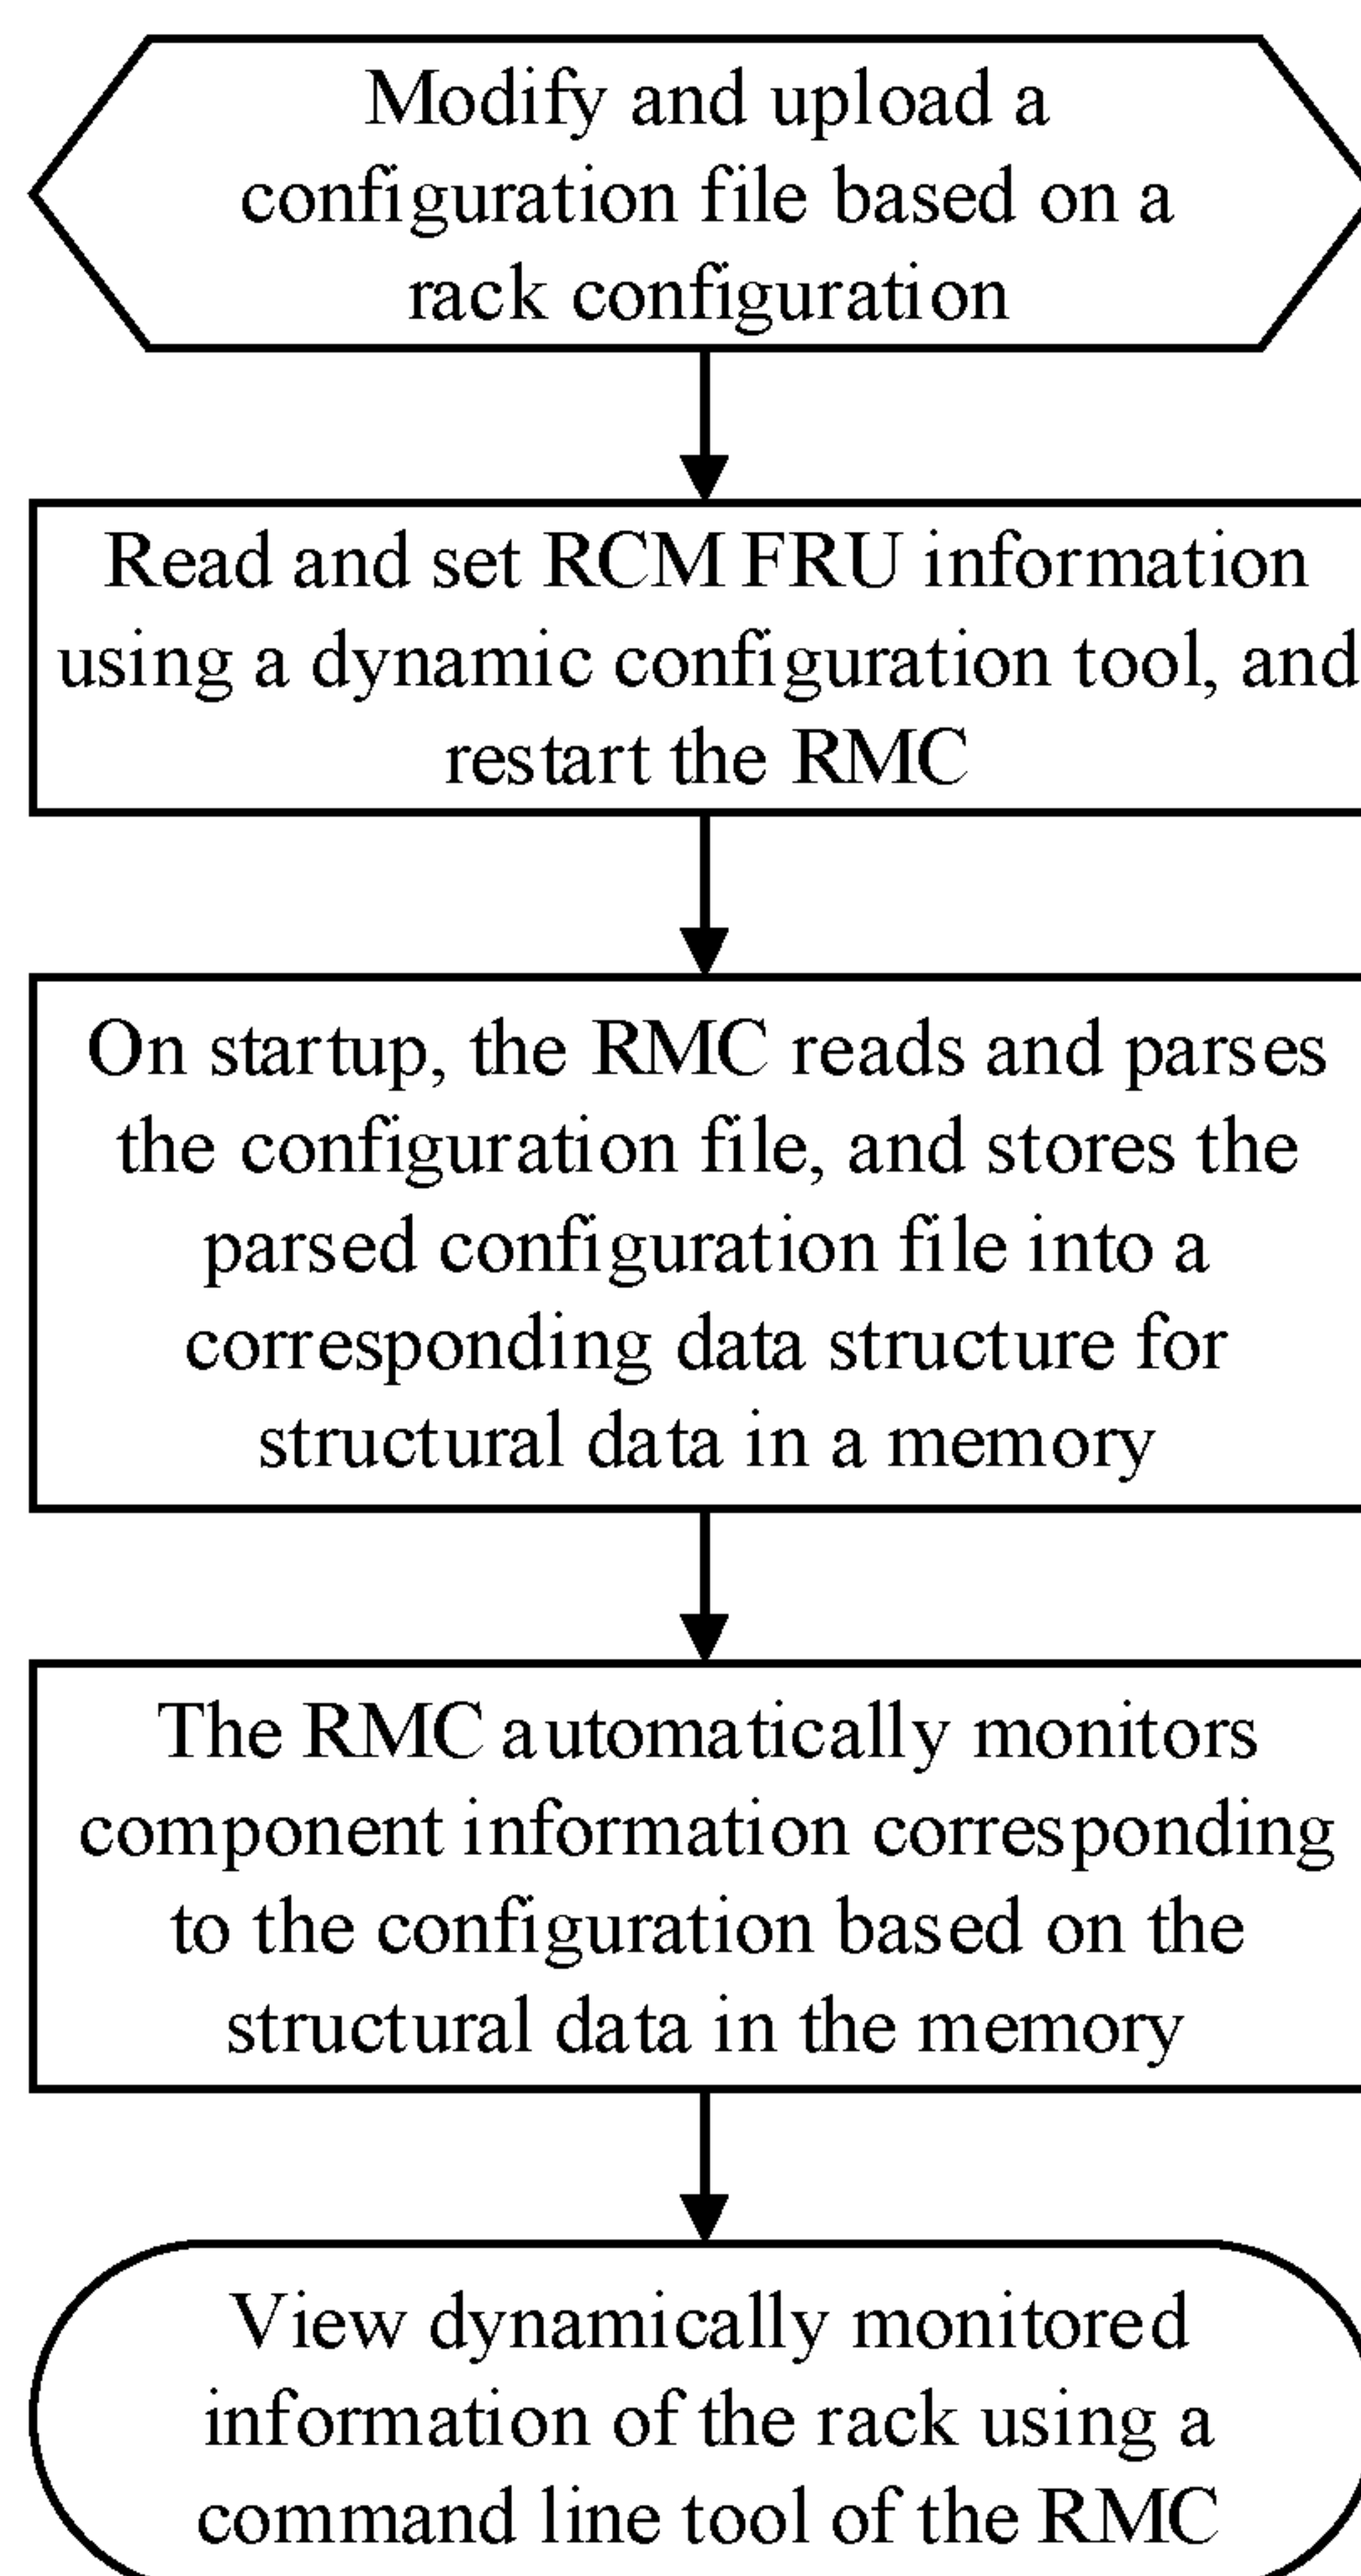 Modify and upload a
configuration file based on a
rack configuration
Read and set RCM FRU information
using a dynamic configuration tool, and
restart the RMC
On startup, the RMC reads and parses
the configuration file, and stores the
parsed configuration file into a
corresponding data structure for
structural data in a memory
The RMC automatically monitors
component information corresponding
to the configuration based on the
structural data in the memory
View dynamically monitored
information of the rack using a
command line tool of the RMC